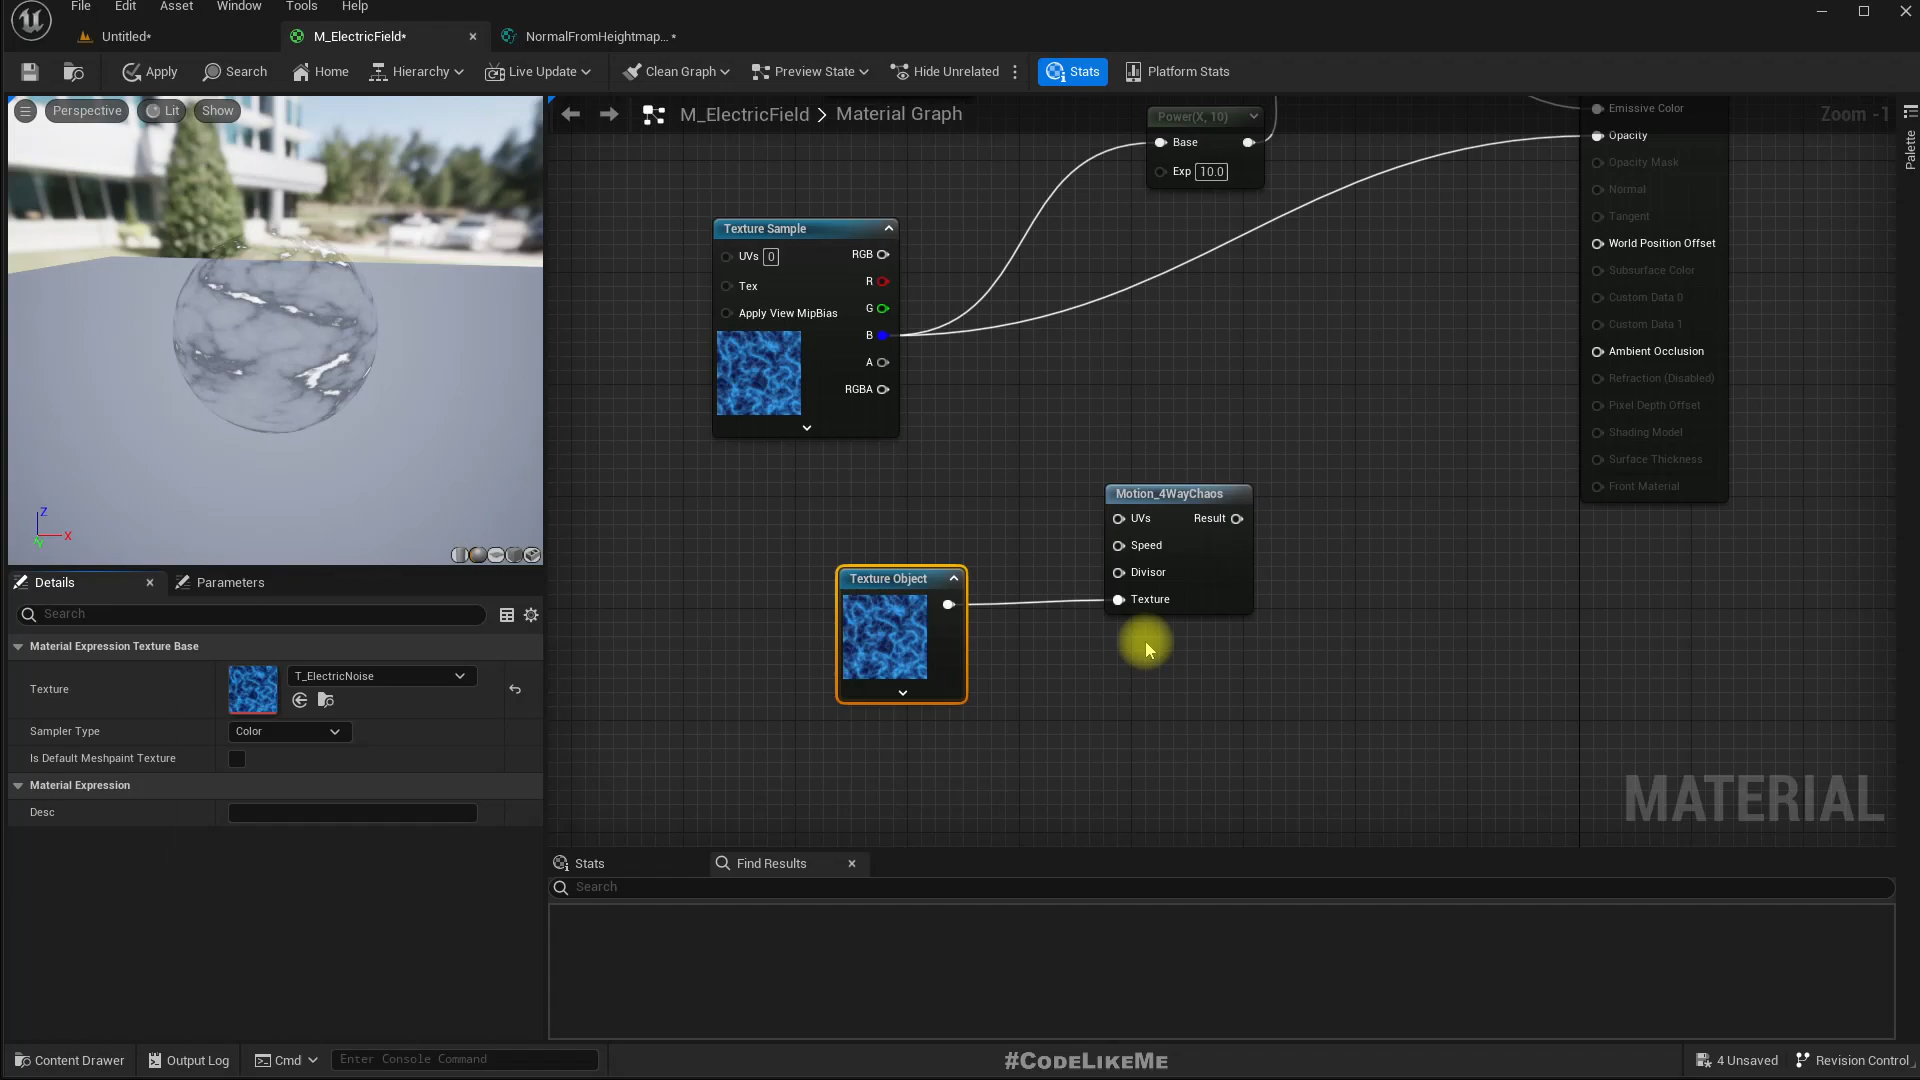 File Edit Asset Window Tools Help
Untitled* M_ElectricField* NormalFromHeightmap... *
Apply Search Home Hierarchy Live Update Clean Graph Preview State Hide Unrelated Stats Platform Stats
Perspective Lit Show
M_ElectricField > Material Graph Zoom -1
Palette
Power(X, 10)
Base
Exp 10.0
Texture Sample
UVs 0 RGB
Tex R
Apply View MipBias G
B
A
RGBA
Emissive Color
Opacity
Opacity Mask
Normal
Tangent
World Position Offset
Subsurface Color
Custom Data 0
Custom Data 1
Ambient Occlusion
Refraction (Disabled)
Pixel Depth Offset
Shading Model
Surface Thickness
Front Material
Motion_4WayChaos
UVs Result
Speed
Divisor
Texture
Texture Object
Z
X
Y
MATERIAL
Details Parameters
Search
Material Expression Texture Base
Texture T_ElectricNoise
Sampler Type Color
Is Default Meshpaint Texture
Material Expression
Desc
Stats Find Results
Search
Content Drawer Output Log Cmd Enter Console Command #CodeLikeMe 4 Unsaved Revision Control